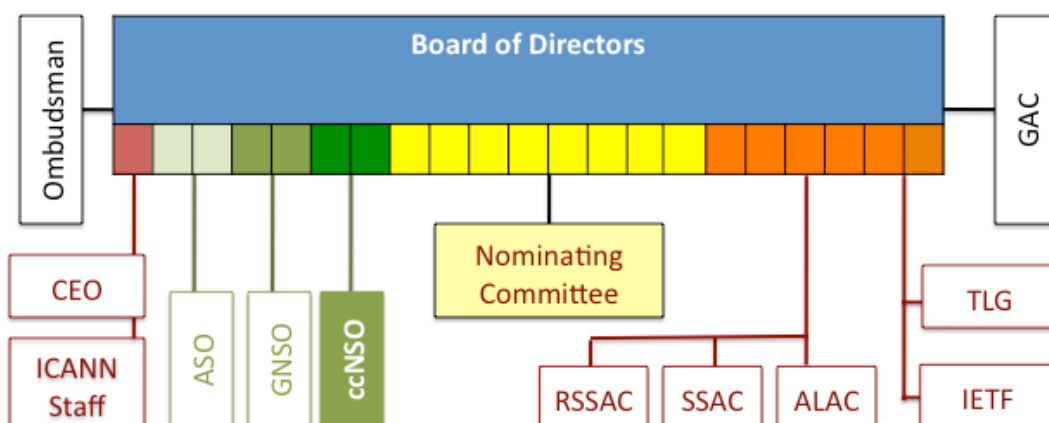 Board of Directors
Ombudsman
GAC
CEO
ICANN
Staff
ASO
GNSO
ccNSO
Nominating
Committee
RSSAC
SSAC
ALAC
TLG
IETF